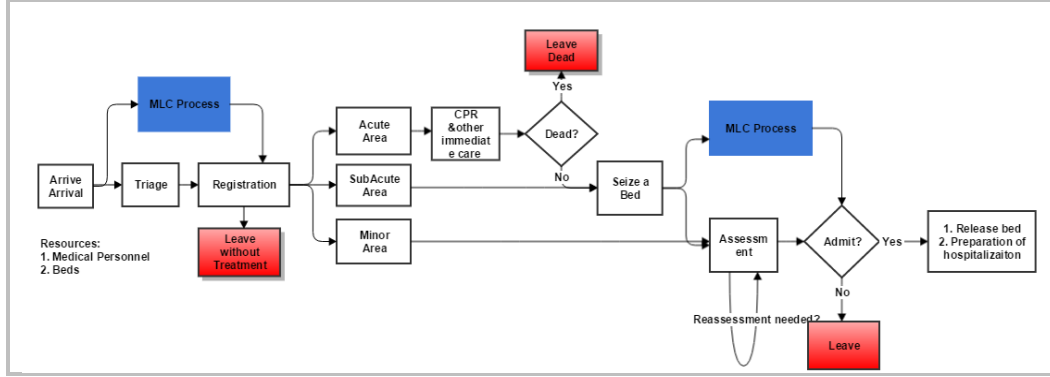 Leave
Dead
Yes
MLC Process
Acute
Area
CPR
&other
immediat
e care
Dead?
MLC Process
No
Arrive
Arrival
Triage
Registration
SubAcute
Area
Seize a
Bed
Minor
Area
Assessm
ent
Admit?
Yes
1. Release bed
2. Preparation of
hospitalizaiton
Leave
without
Treatment
Resources:
1. Medical Personnel
2. Beds
No
Reassessment needed?
Leave